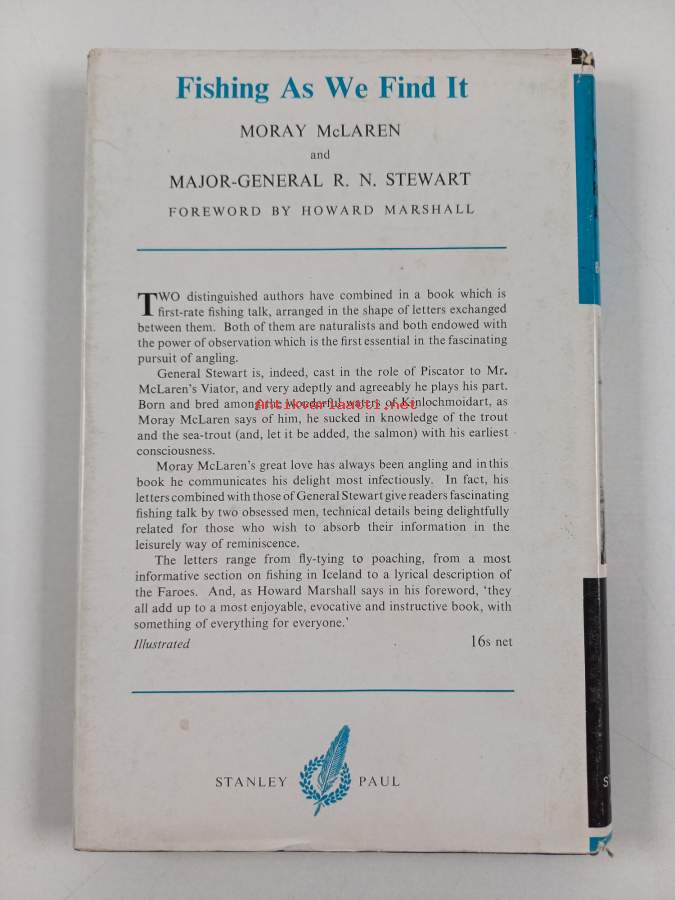 Fishing As We Find It
MORAY McLAREN
and
MAJOR-GENERAL R. N. STEWART
FOREWORD BY HOWARD MARSHALL
TWO distinguished authors have combined in a book which is
first-rate fishing talk, arranged in the shape of letters exchanged
between them. Both of them are naturalists and both endowed with
the power of observation which is the first essential in the fascinating
pursuit of angling.
General Stewart is, indeed, cast in the role of Piscator to Mr.
McLaren's Viator, and very adeptly and agreeably he plays his part.
Born and bred among the wonderful waters of Kinlochmoidart, as
antikvariaatti.net
Moray McLaren says of him, he sucked in knowledge of the trout
and the sea-trout (and, let it be added, the salmon) with his earliest
consciousness.
Moray McLaren's great love has always been angling and in this
book he communicates his delight most infectiously. In fact, his
letters combined with those of General Stewart give readers fascinating
fishing talk by two obsessed men, technical details being delightfully
related for those who wish to absorb their information in the
leisurely way of reminiscence.
The letters range from fly-tying to poaching, from a most
informative section on fishing in Iceland to a lyrical description of
the Faroes. And, as Howard Marshall says in his foreword, 'they
all add up to a most enjoyable, evocative and instructive book, with
something of everything for everyone.'
Illustrated 16s net
STANLEY PAUL